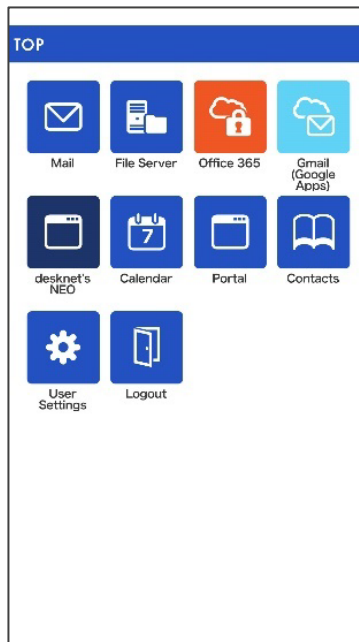 TOP
Mail
File Server
Office 365
Gmail
(Google
Apps)
desknet's
NEO
7
Calendar
Portal
Contacts
User
Settings
Logout